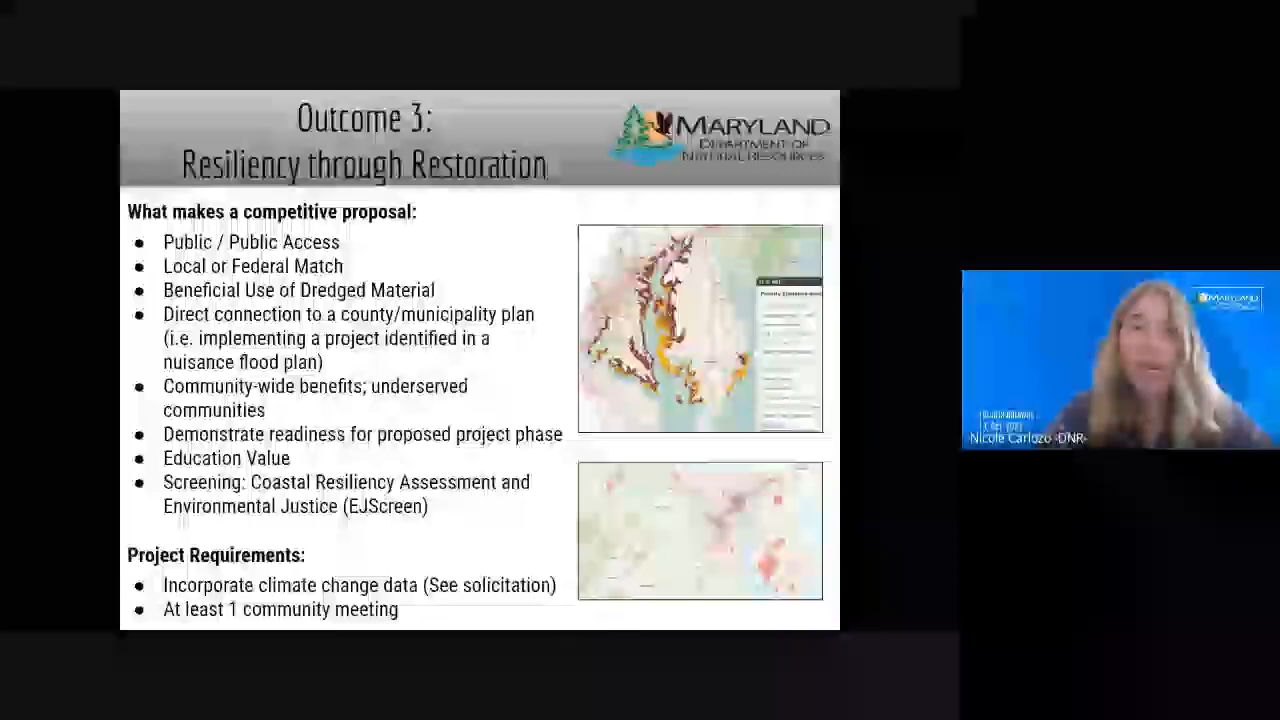 Outcome 3:
Resiliency through Restoration
MARYLAND
DEPARTMENT OF
NATURAL RESOURCES
What makes a competitive proposal:
● Public / Public Access
● Local or Federal Match
● Beneficial Use of Dredged Material
● Direct connection to a county/municipality plan
(i.e. implementing a project identified in a
nuisance flood plan)
● Community-wide benefits; underserved
communities
● Demonstrate readiness for proposed project phase
● Education Value
● Screening: Coastal Resiliency Assessment and
Environmental Justice (EJScreen)
Project Requirements:
● Incorporate climate change data (See solicitation)
● At least 1 community meeting
MARYLAND
Nicole Carlozo -DNR-